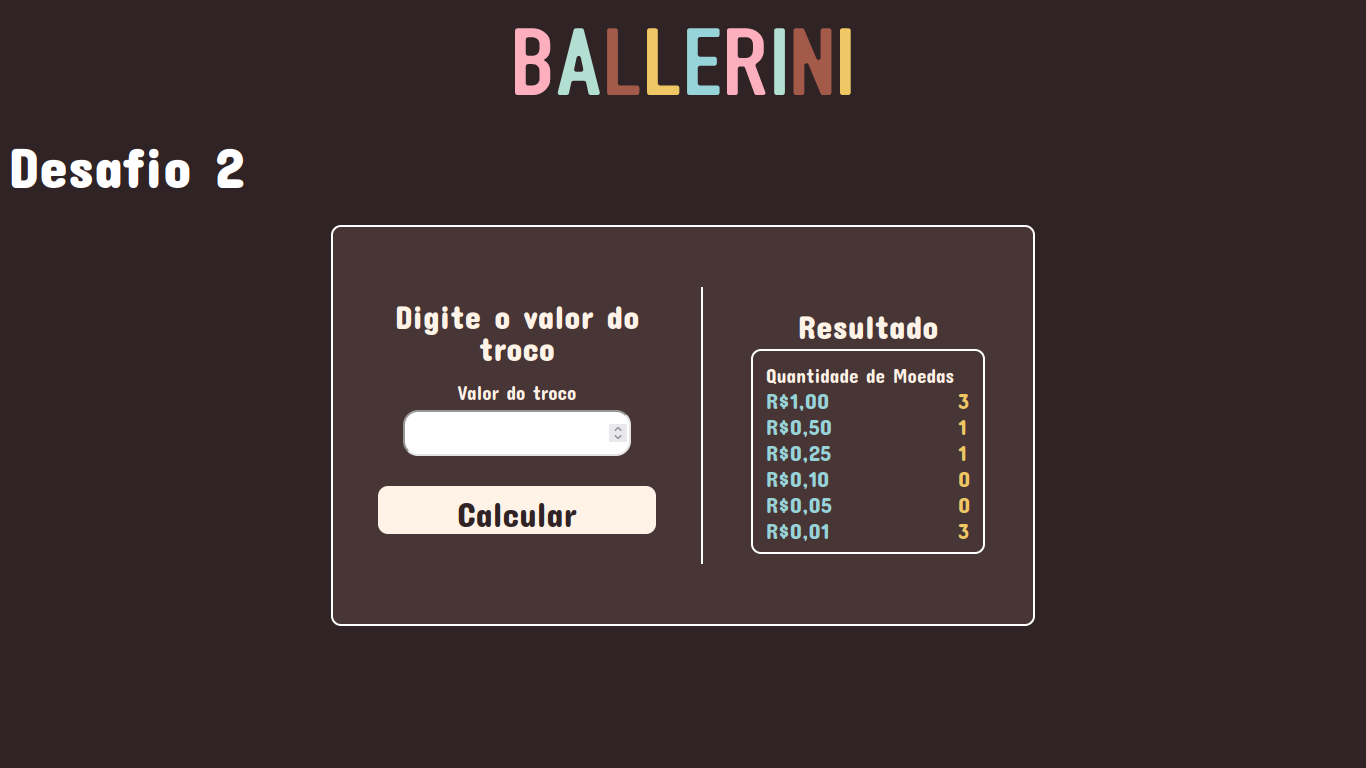 BALLERINI
Desafio 2
Digite o valor do
troco
Valor do troco
Calcular
Resultado
Quantidade de Moedas
R$1,00 3
R$0,50 1
R$0,25 1
R$0,10 0
R$0,05 0
R$0,01 3